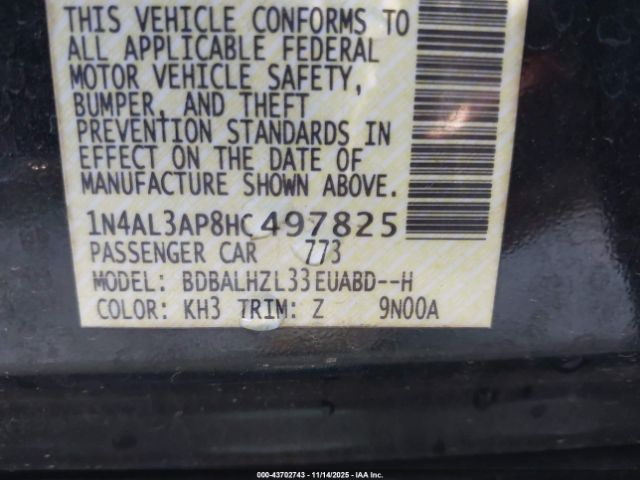 THIS VEHICLE CONFORMS TO
ALL APPLICABLE FEDERAL
MOTOR VEHICLE SAFETY,
BUMPER, AND THEFT
PREVENTION STANDARDS IN
EFFECT ON THE DATE OF
MANUFACTURE SHOWN ABOVE.
1N4AL3AP8HC497825
PASSENGER CAR 773
MODEL: BDBALHZL33EUABD--H
COLOR: KH3 TRIM: Z 9N00A
000-43702743 - 11/14/2025 - IAA Inc.